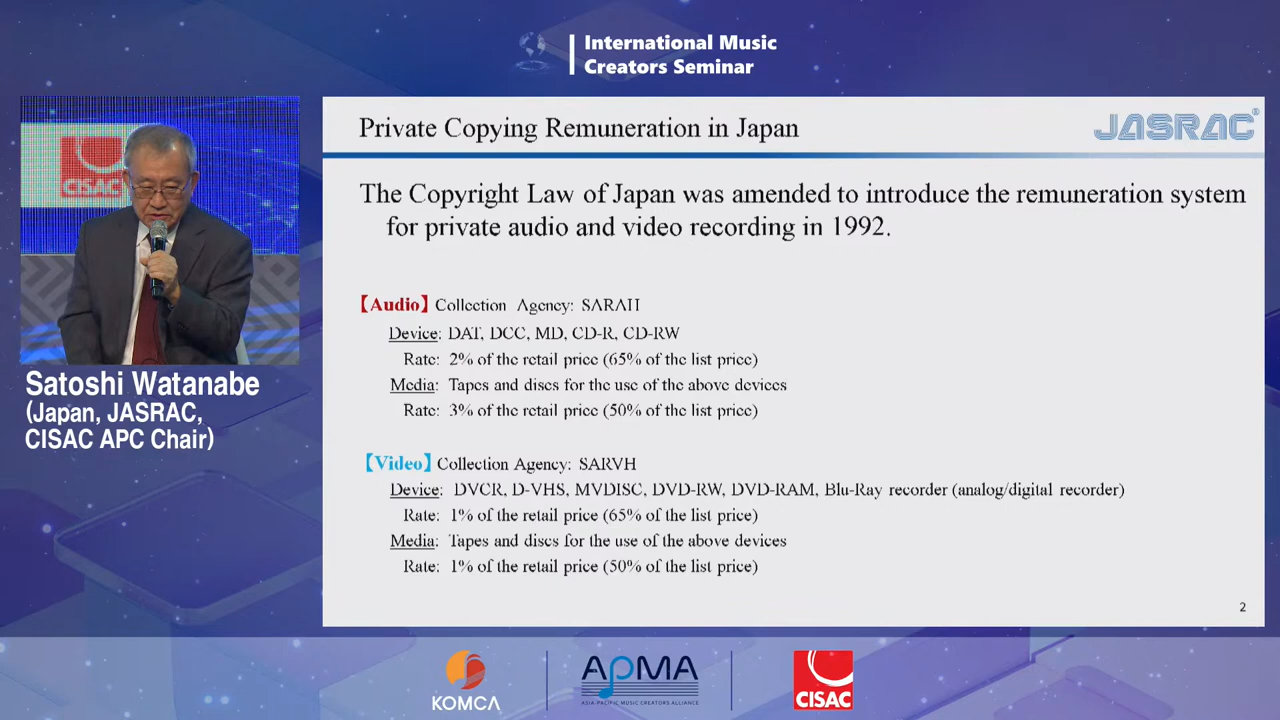 International Music
Creators Seminar
Private Copying Remuneration in Japan
JASRAC®
The Copyright Law of Japan was amended to introduce the remuneration system
for private audio and video recording in 1992.
【Audio】 Collection Agency: SARAH
Device: DAT, DCC, MD, CD-R, CD-RW
Rate: 2% of the retail price (65% of the list price)
Media: Tapes and discs for the use of the above devices
Rate: 3% of the retail price (50% of the list price)
【Video】 Collection Agency: SARVH
Device: DVCR, D-VHS, MVDISC, DVD-RW, DVD-RAM, Blu-Ray recorder (analog/digital recorder)
Rate: 1% of the retail price (65% of the list price)
Media: Tapes and discs for the use of the above devices
Rate: 1% of the retail price (50% of the list price)
2
CISAC
Satoshi Watanabe
(Japan, JASRAC,
CISAC APC Chair)
KOMCA
APMA
ASIA-PACIFIC MUSIC CREATORS ALLIANCE
CISAC